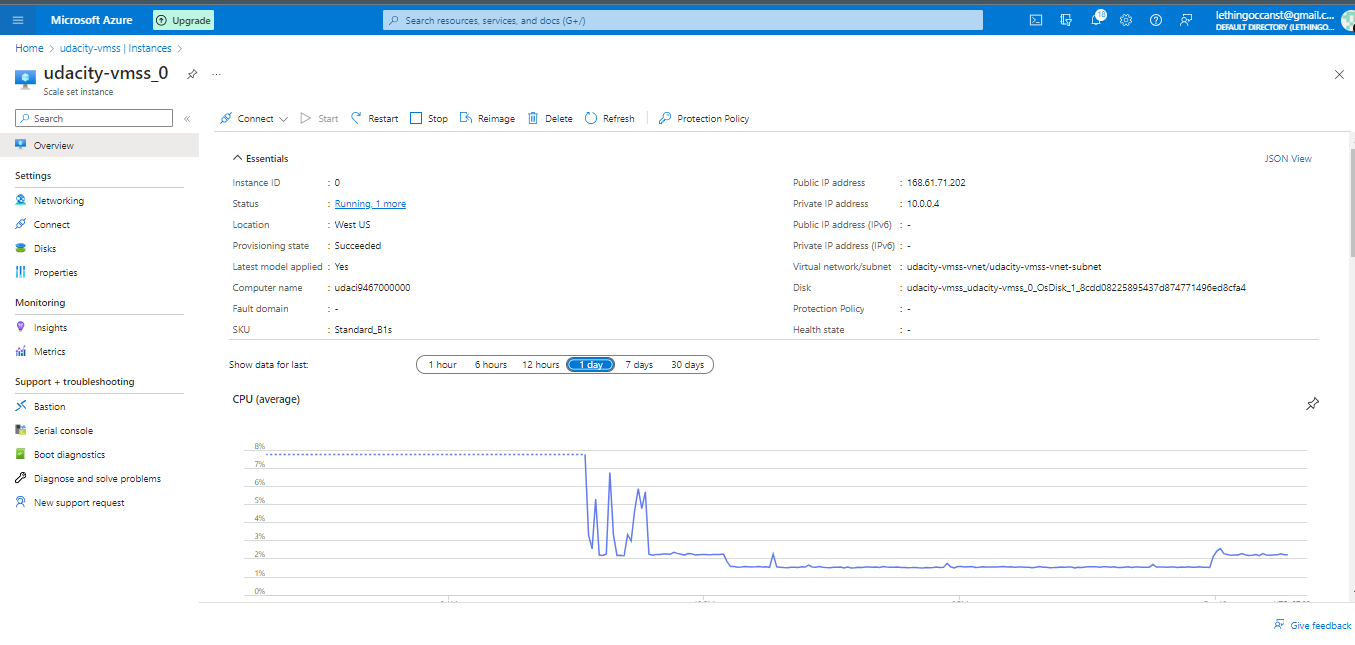 Microsoft Azure
Upgrade
Search resources, services, and docs (G+/)
18
lethingoccanst@gmail.c...
DEFAULT DIRECTORY (LETHINGO...
Home > udacity-vmss | Instances >
udacity-vmss_0
...
Scale set instance
Search
«
Overview
Settings
Networking
Connect
Disks
Properties
Monitoring
Insights
Metrics
Support + troubleshooting
Bastion
Serial console
Boot diagnostics
Diagnose and solve problems
New support request
Connect
Start
Restart
Stop
Reimage
Delete
Refresh
Protection Policy
Essentials
JSON View
Instance ID : 0
Status : Running, 1 more
Location : West US
Provisioning state : Succeeded
Latest model applied : Yes
Computer name : udaci9467000000
Fault domain : -
SKU : Standard_B1s
Public IP address : 168.61.71.202
Private IP address : 10.0.0.4
Public IP address (IPv6) : -
Private IP address (IPv6) : -
Virtual network/subnet : udacity-vmss-vnet/udacity-vmss-vnet-subnet
Disk : udacity-vmss_udacity-vmss_0_OsDisk_1_8cdd08225895437d874771496ed8cfa4
Protection Policy : -
Health state : -
Show data for last:
1 hour
6 hours
12 hours
1 day
7 days
30 days
CPU (average)
8%
7%
6%
5%
4%
3%
2%
1%
0%
Give feedback